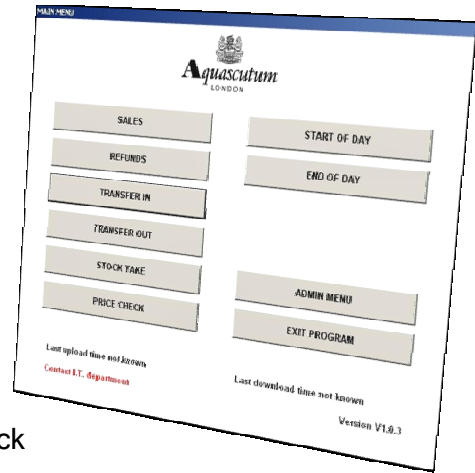 MAIN MENU
Aquascutum
LONDON
SALES
REFUNDS
TRANSFER IN
TRANSFER OUT
STOCK TAKE
PRICE CHECK
START OF DAY
END OF DAY
ADMIN MENU
EXIT PROGRAM
Last upload time not known
Contact I.T. department
Last download time not known
Version V1.0.3
ck